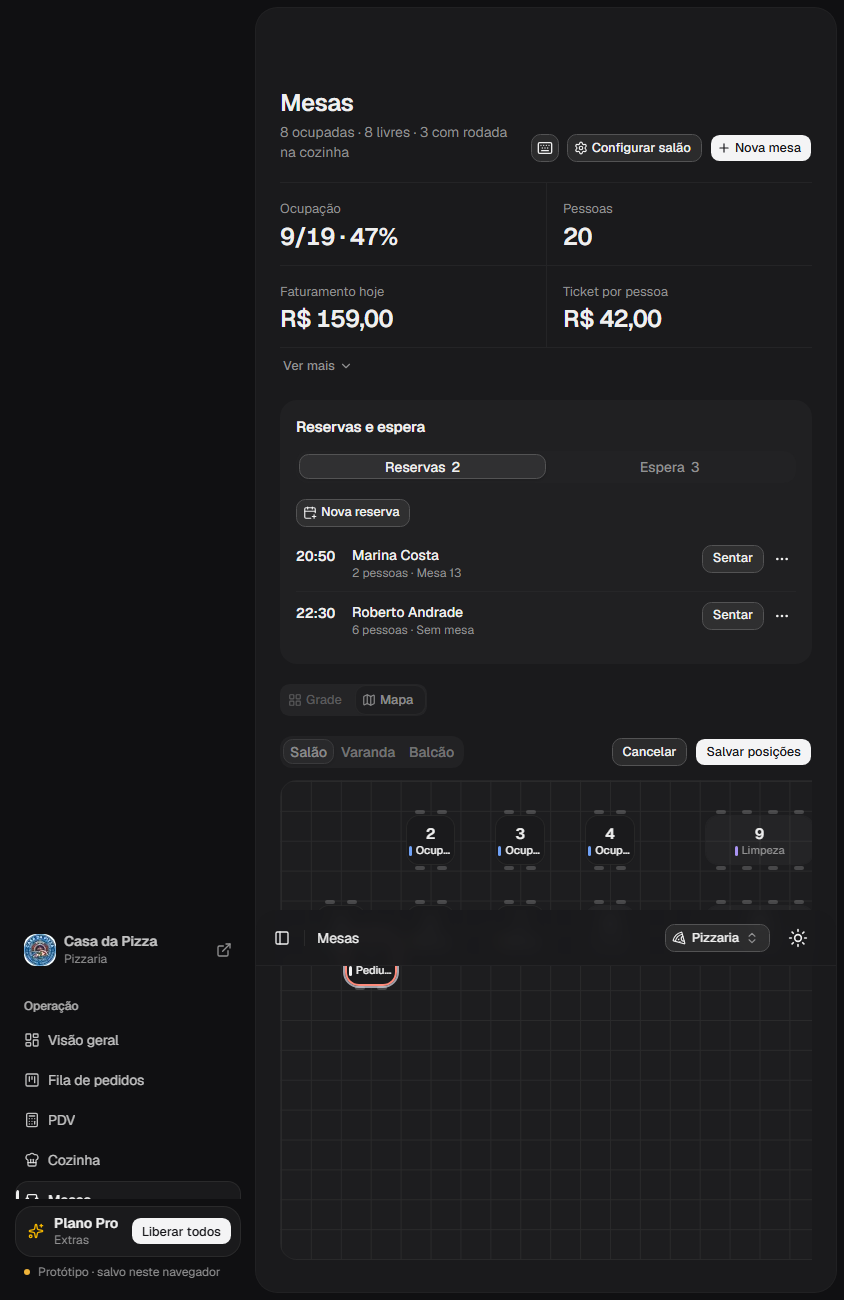 Mesas
8 ocupadas · 8 livres · 3 com rodada
na cozinha
Configurar salão
Nova mesa
Ocupação
9/19 · 47%
Pessoas
20
Faturamento hoje
R$ 159,00
Ticket por pessoa
R$ 42,00
Ver mais
Reservas e espera
Reservas 2
Espera 3
Nova reserva
20:50
Marina Costa
2 pessoas · Mesa 13
Sentar
22:30
Roberto Andrade
6 pessoas · Sem mesa
Sentar
Grade
Mapa
Salão
Varanda
Balcão
Cancelar
Salvar posições
2
Ocup...
3
Ocup...
4
Ocup...
9
Limpeza
Mesas
Pizzaria
Pediu...
Casa da Pizza
Pizzaria
Operação
Visão geral
Fila de pedidos
PDV
Cozinha
Mesas
Plano Pro
Extras
Liberar todos
Protótipo · salvo neste navegador